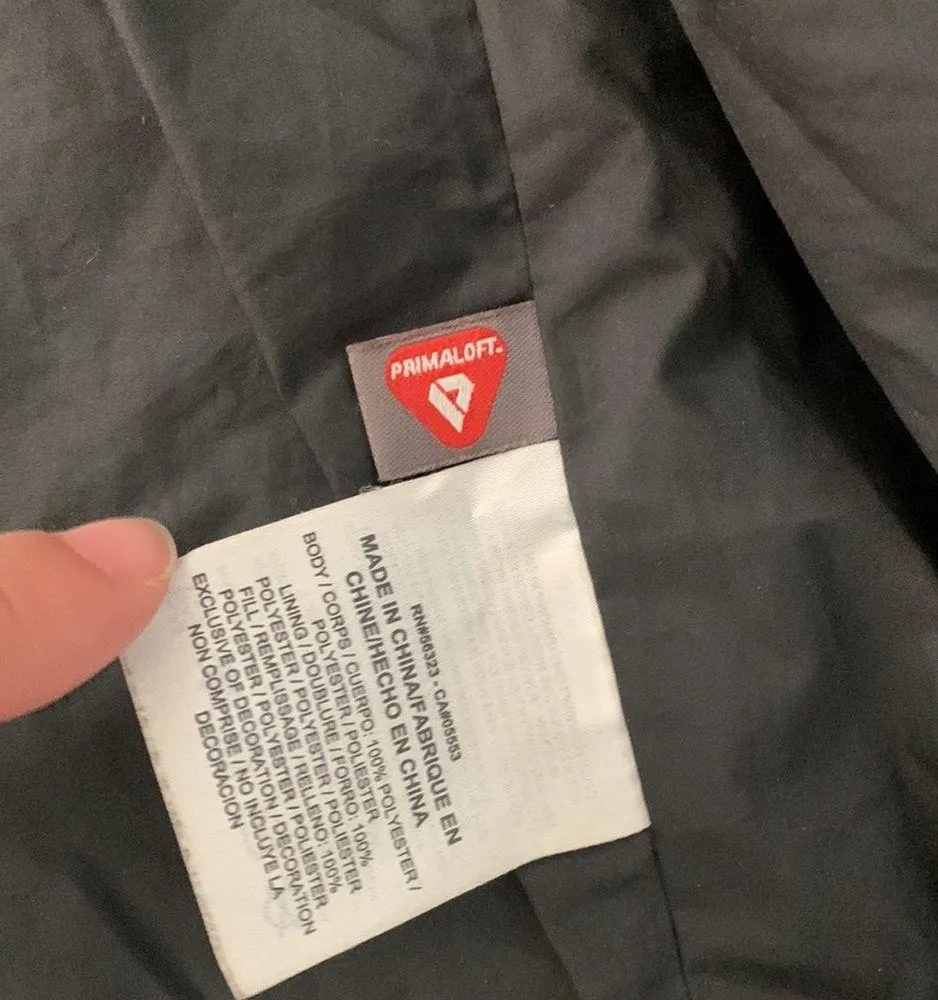 PRIMALOFT
RN#56323 - CA#05553
MADE IN CHINA/FABRIQUE EN
CHINE/HECHO EN CHINA
BODY / CORPS / CUERPO: 100% POLYESTER /
POLYESTER / POLIESTER
LINING / DOUBLURE / FORRO: 100%
POLYESTER / POLYESTER / POLIESTER
FILL / REMPLISSAGE / RELLENO: 100%
POLYESTER / POLYESTER / POLIESTER
EXCLUSIVE OF DECORATION / DECORATION
NON COMPRISE / NO INCLUYE LA
DECORACION